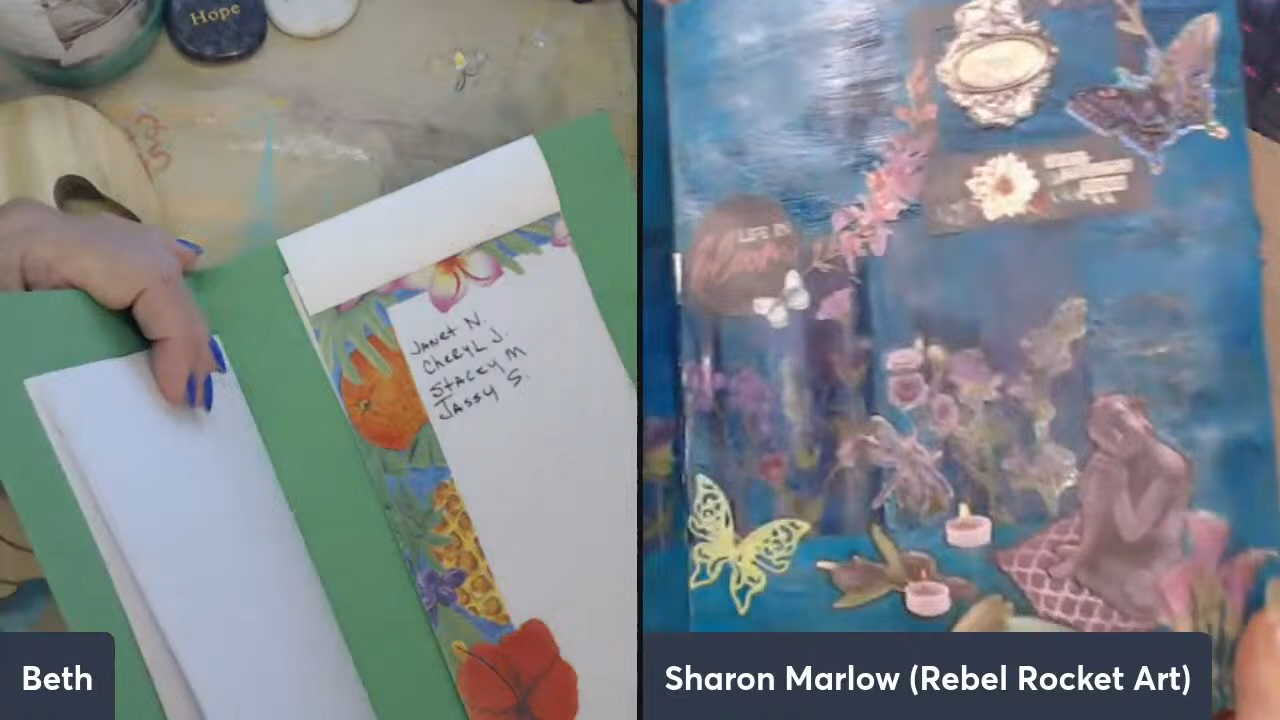 Hope
Janet N.
Cheryl J.
Stacey M
Jassy S.
LIFE IS
Beth
Sharon Marlow (Rebel Rocket Art)